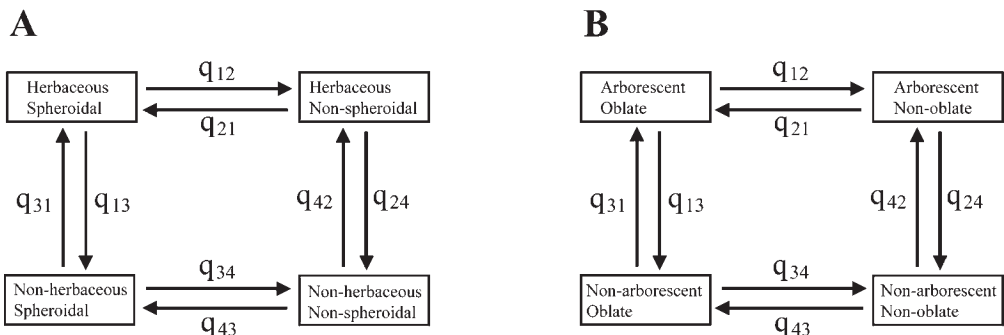 A
q12
Herbaceous
Spheroidal
Herbaceous
Non-spheroidal
q21
q31
q13
q42
q24
q34
Non-herbaceous
Spheroidal
Non-herbaceous
Non-spheroidal
q43
B
q12
Arborescent
Oblate
Arborescent
Non-oblate
q21
q31
q13
q42
q24
q34
Non-arborescent
Oblate
Non-arborescent
Non-oblate
q43